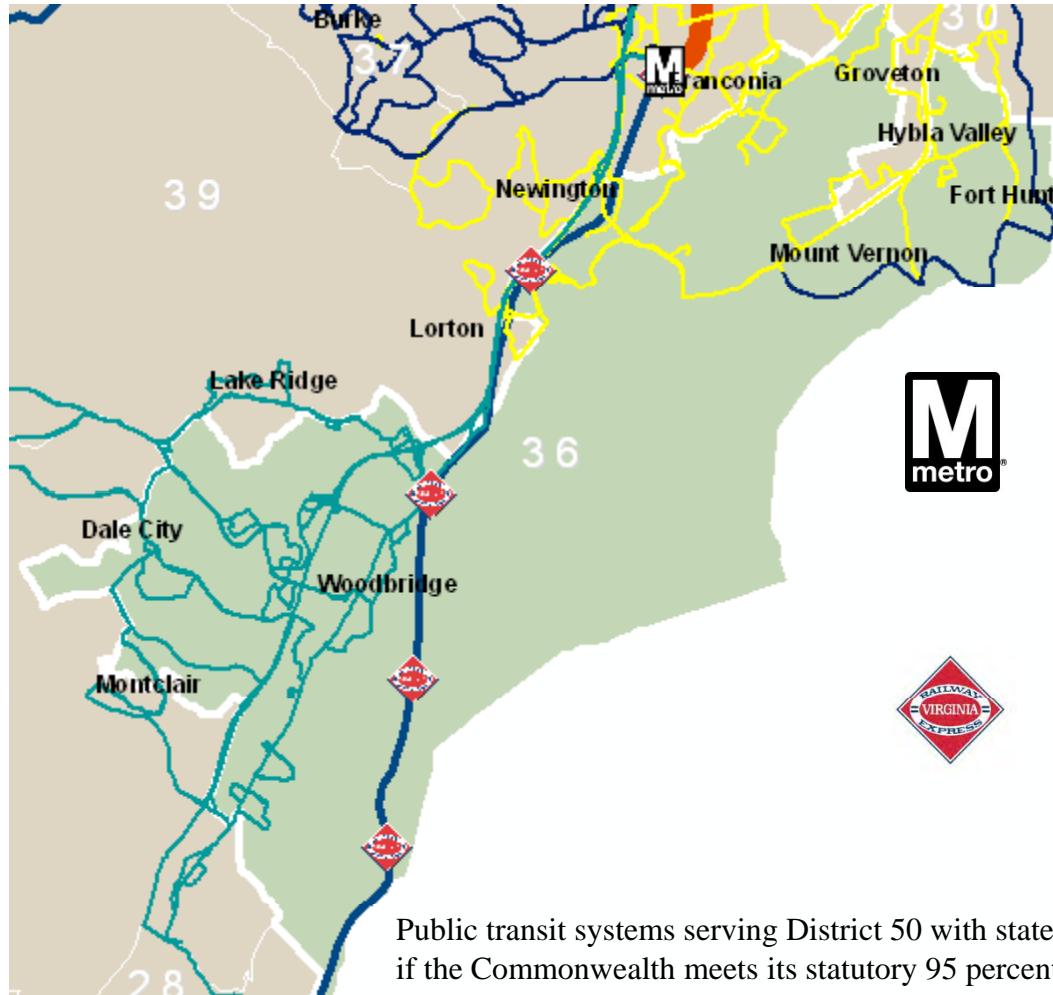 Burke
37
30
M
metro
Franconia
Groveton
Hybla Valley
39
Newington
Fort Hunt
Mount Vernon
Lorton
Lake Ridge
M
metro®
36
Dale City
Woodbridge
Montclair
RAILWAY
VIRGINIA
EXPRESS
Public transit systems serving District 50 with state
if the Commonwealth meets its statutory 95 percent
28